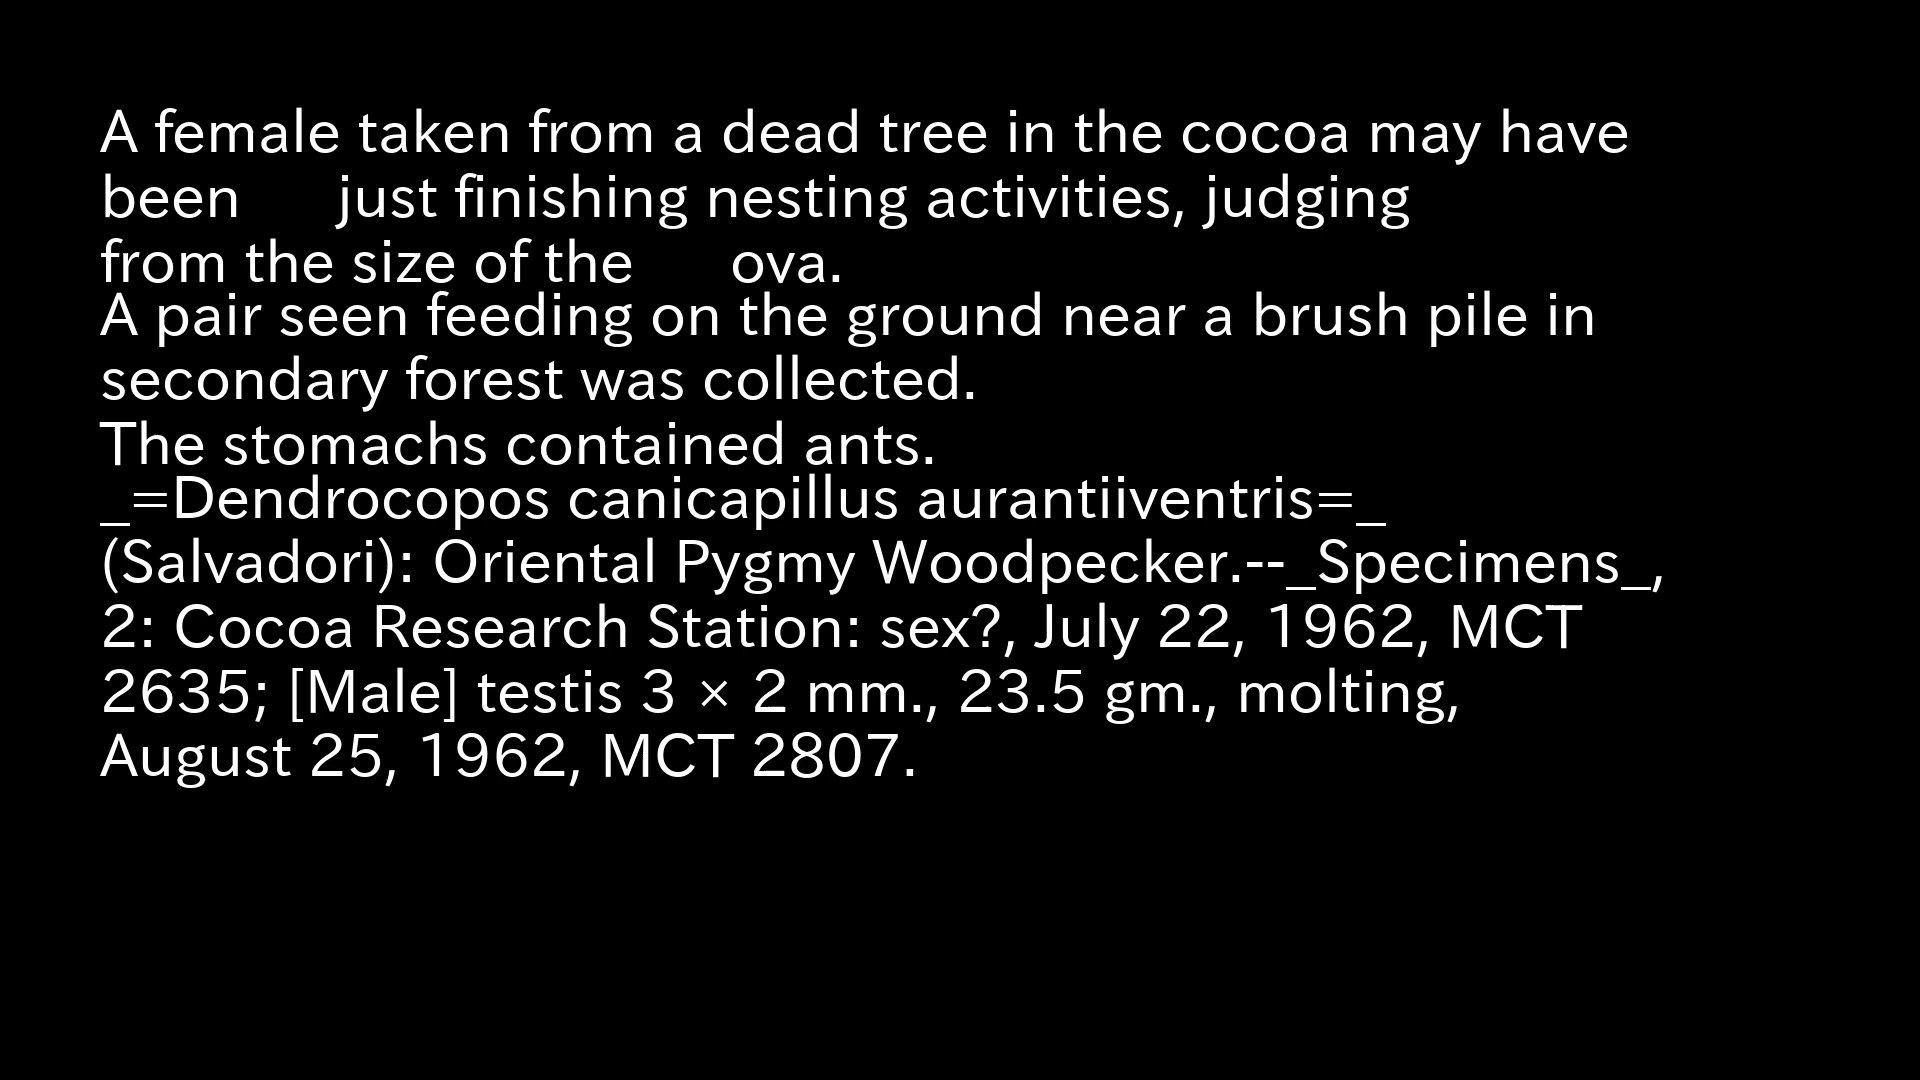 A female taken from a dead tree in the cocoa may have
been      just finishing nesting activities, judging
from the size of the      ova.
A pair seen feeding on the ground near a brush pile in
secondary forest was collected.
The stomachs contained ants.
_=Dendrocopos canicapillus aurantiiventris=_
(Salvadori): Oriental Pygmy Woodpecker.--_Specimens_,
2: Cocoa Research Station: sex?, July 22, 1962, MCT
2635; [Male] testis 3 × 2 mm., 23.5 gm., molting,
August 25, 1962, MCT 2807.